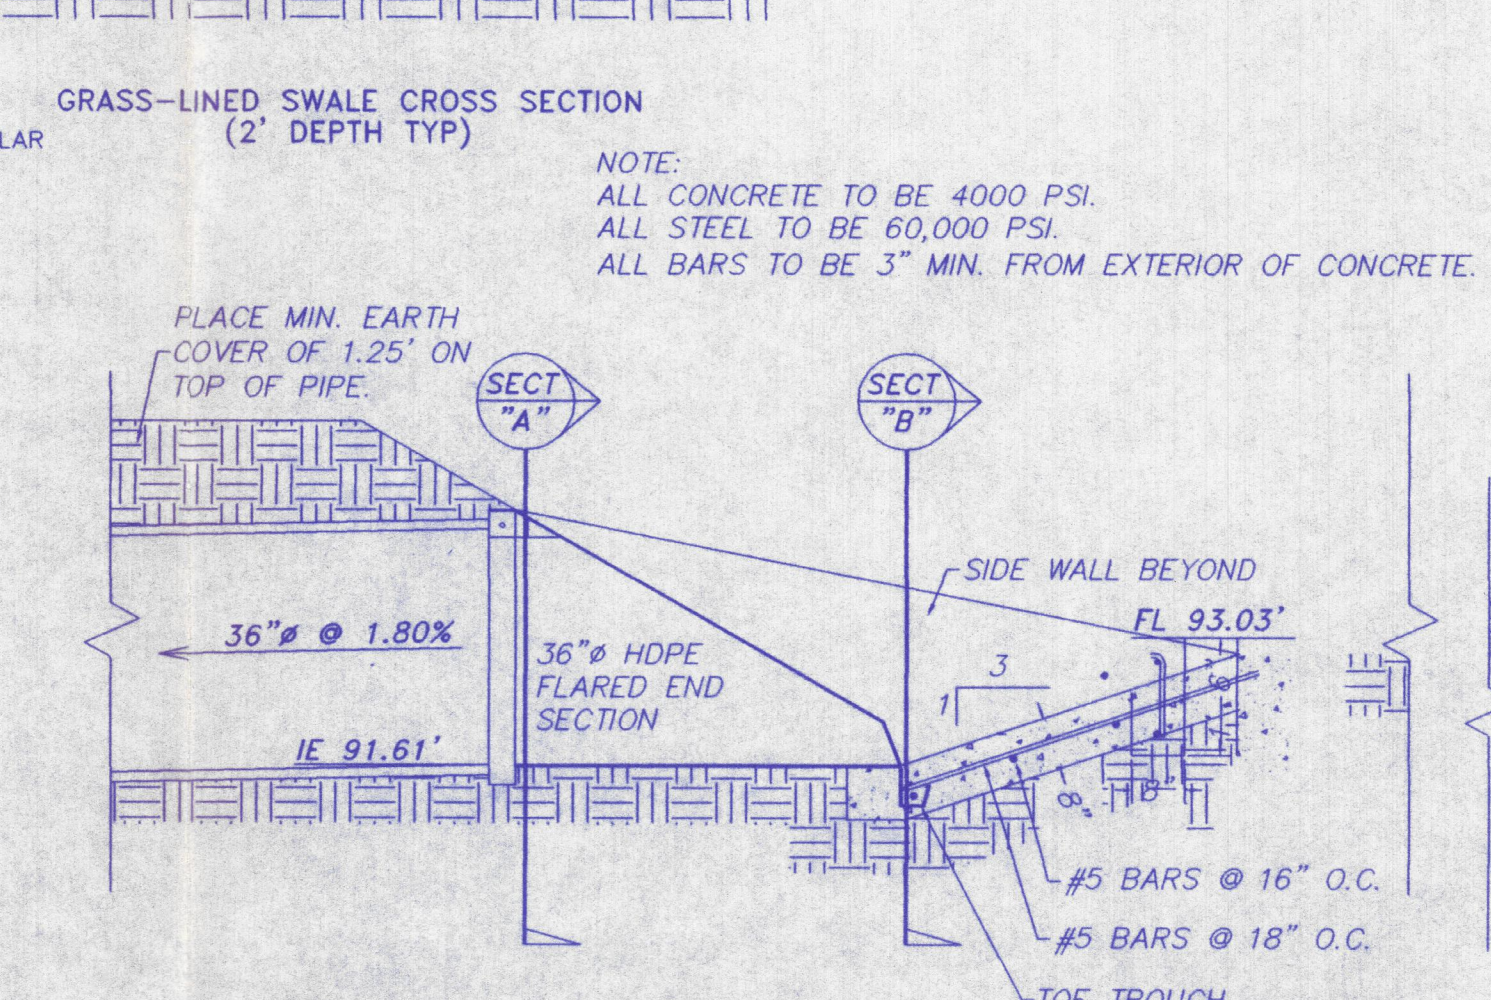 GRASS-LINED SWALE CROSS SECTION
(2' DEPTH TYP)
LAR
NOTE:
ALL CONCRETE TO BE 4000 PSI.
ALL STEEL TO BE 60,000 PSI.
ALL BARS TO BE 3" MIN. FROM EXTERIOR OF CONCRETE.
PLACE MIN. EARTH
COVER OF 1.25' ON
TOP OF PIPE.
SECT
"A"
SECT
"B"
SIDE WALL BEYOND
FL 93.03'
36"ø @ 1.80%
36"ø HDPE
FLARED END
SECTION
3
1
IE 91.61'
8"
#5 BARS @ 16" O.C.
#5 BARS @ 18" O.C.
TOE TROUGH